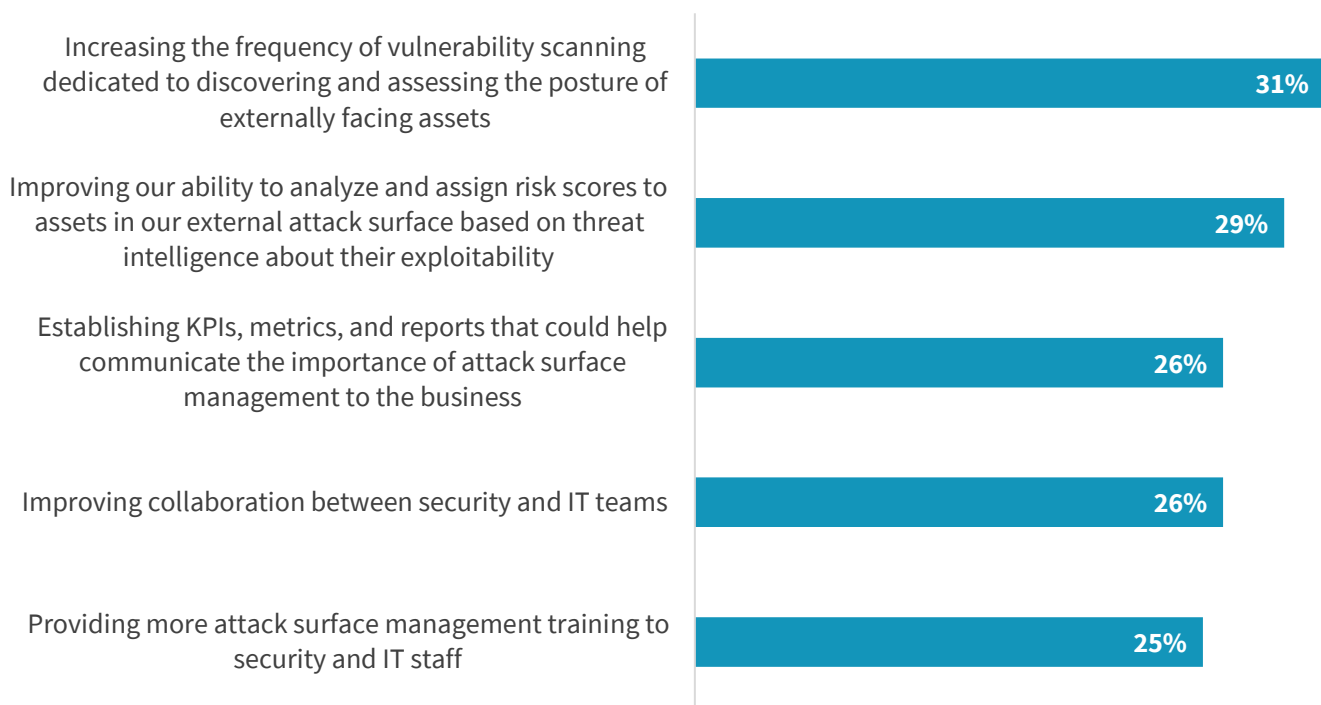 Increasing the frequency of vulnerability scanning
dedicated to discovering and assessing the posture of
externally facing assets
31%
Improving our ability to analyze and assign risk scores to
assets in our external attack surface based on threat
intelligence about their exploitability
29%
Establishing KPIs, metrics, and reports that could help
communicate the importance of attack surface
management to the business
26%
Improving collaboration between security and IT teams
26%
Providing more attack surface management training to
security and IT staff
25%